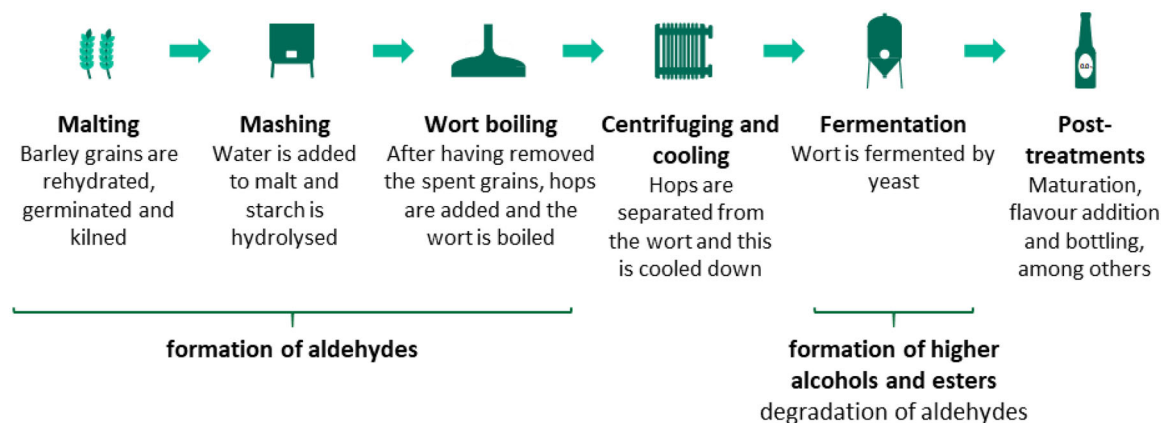 0.0
Malting
Barley grains are
rehydrated,
germinated and
kilned
Mashing
Water is added
to malt and
starch is
hydrolysed
Wort boiling
After having removed
the spent grains, hops
are added and the
wort is boiled
Centrifuging and
cooling
Hops are
separated from
the wort and this
is cooled down
Fermentation
Wort is fermented by
yeast
Post-
treatments
Maturation,
flavour addition
and bottling,
among others
formation of aldehydes
formation of higher
alcohols and esters
degradation of aldehydes